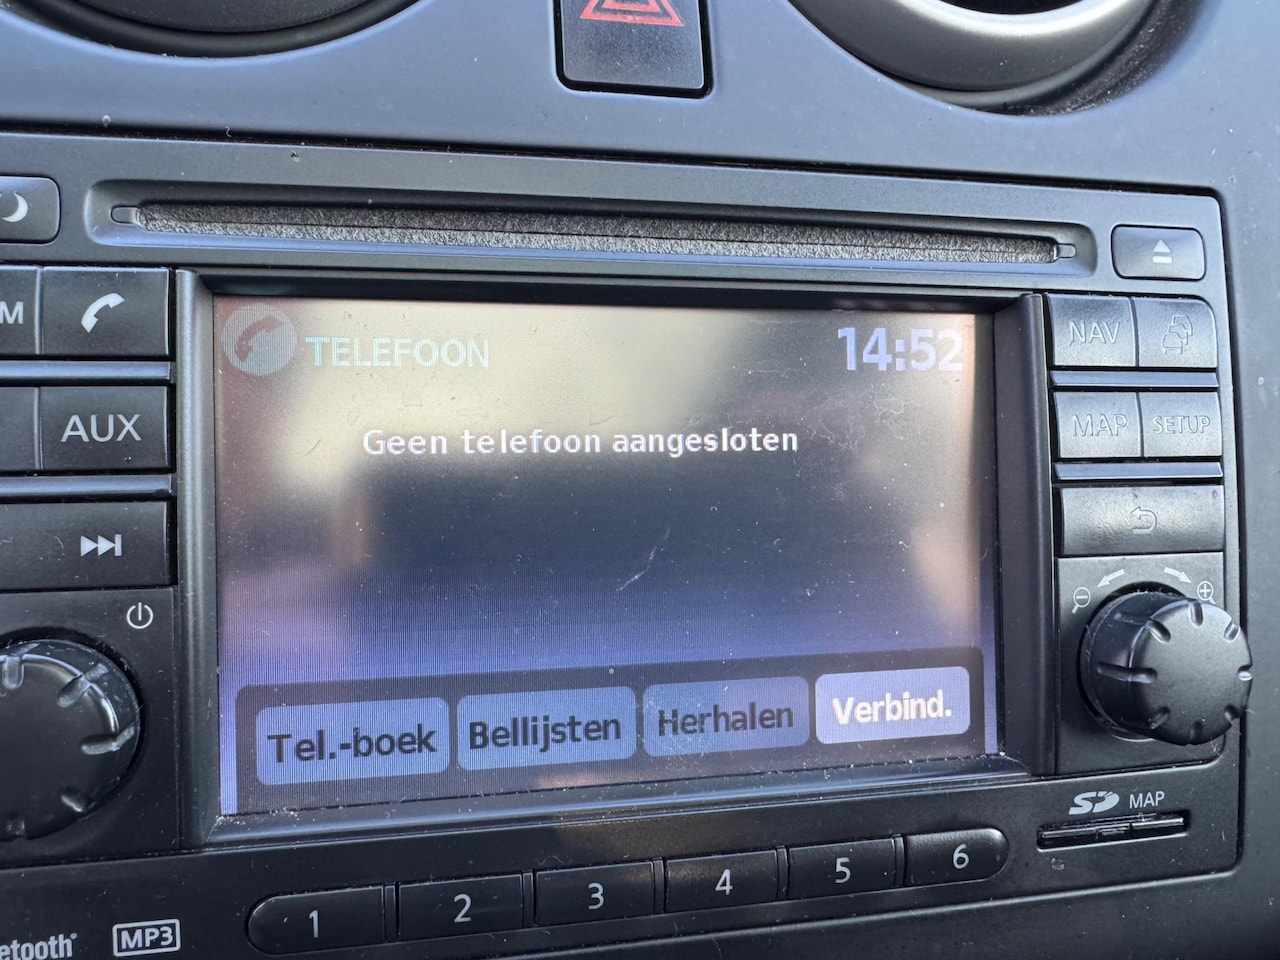 TELEFOON 14:52
Geen telefoon aangesloten
Tel.-boek Bellijsten Herhalen Verbind.
AUX
NAV
MAP SETUP
SD MAP
1 2 3 4 5 6
MP3